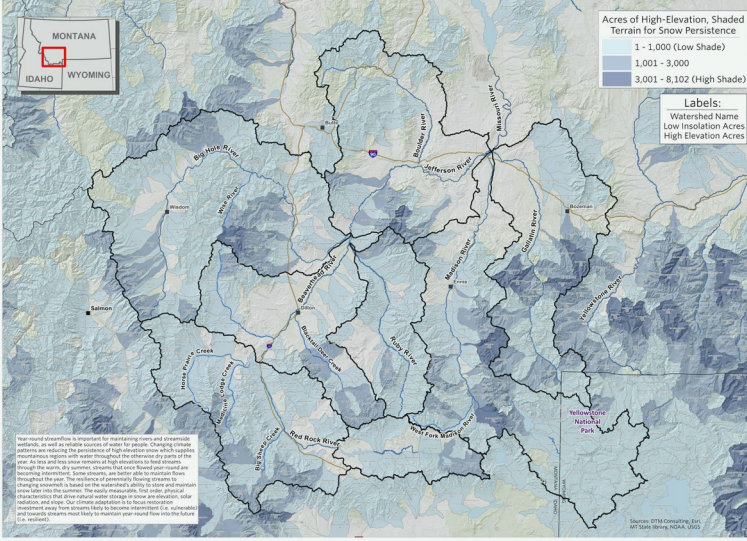 MONTANA
IDAHO
WYOMING
Acres of High-Elevation, Shaded
Terrain for Snow Persistence
1 - 1,000 (Low Shade)
1,001 - 3,000
3,001 - 8,102 (High Shade)
Labels:
Watershed Name
Low Insolation Acres
High Elevation Acres
Missouri River
Butte
Boulder River
Jefferson River
Big Hole River
Wise River
Wisdom
Bozeman
Gallatin River
Madison River
Beaverhead River
Ennis
Yellowstone River
Salmon
Dillon
Blacktail Deer Creek
Ruby River
Horse Prairie Creek
Medicine Lodge Creek
Big Sheep Creek
Red Rock River
West Fork Madison River
Yellowstone
National
Park
MONTANA
IDAHO
WYOMING
Year-round streamflow is important for maintaining rivers and streamside
wetlands, as well as reliable sources of water for people. Changing climate
patterns are reducing the persistence of high elevation snow which supplies
mountainous regions with water throughout the otherwise dry parts of the
year. As less and less snow remains at high elevations to feed streams
through the warm, dry summer, streams that once flowed year-round are
becoming intermittent. Some streams, are better able to maintain flows
throughout the year. The resilience of perennially flowing streams to
changing snowmelt is based on the watershed's ability to store and maintain
snow later into the summer. The easily measurable, first order, physical
characteristics that drive natural water storage in snow are elevation, solar
radiation, and slope. Our climate adaptation is to focus restoration
investment away from streams likely to become intermittent (i.e. vulnerable)
and towards streams most likely to maintain year-round flow into the future
(i.e. resilient).
Sources: DTM Consulting, Esri,
MT State library, NOAA, USGS